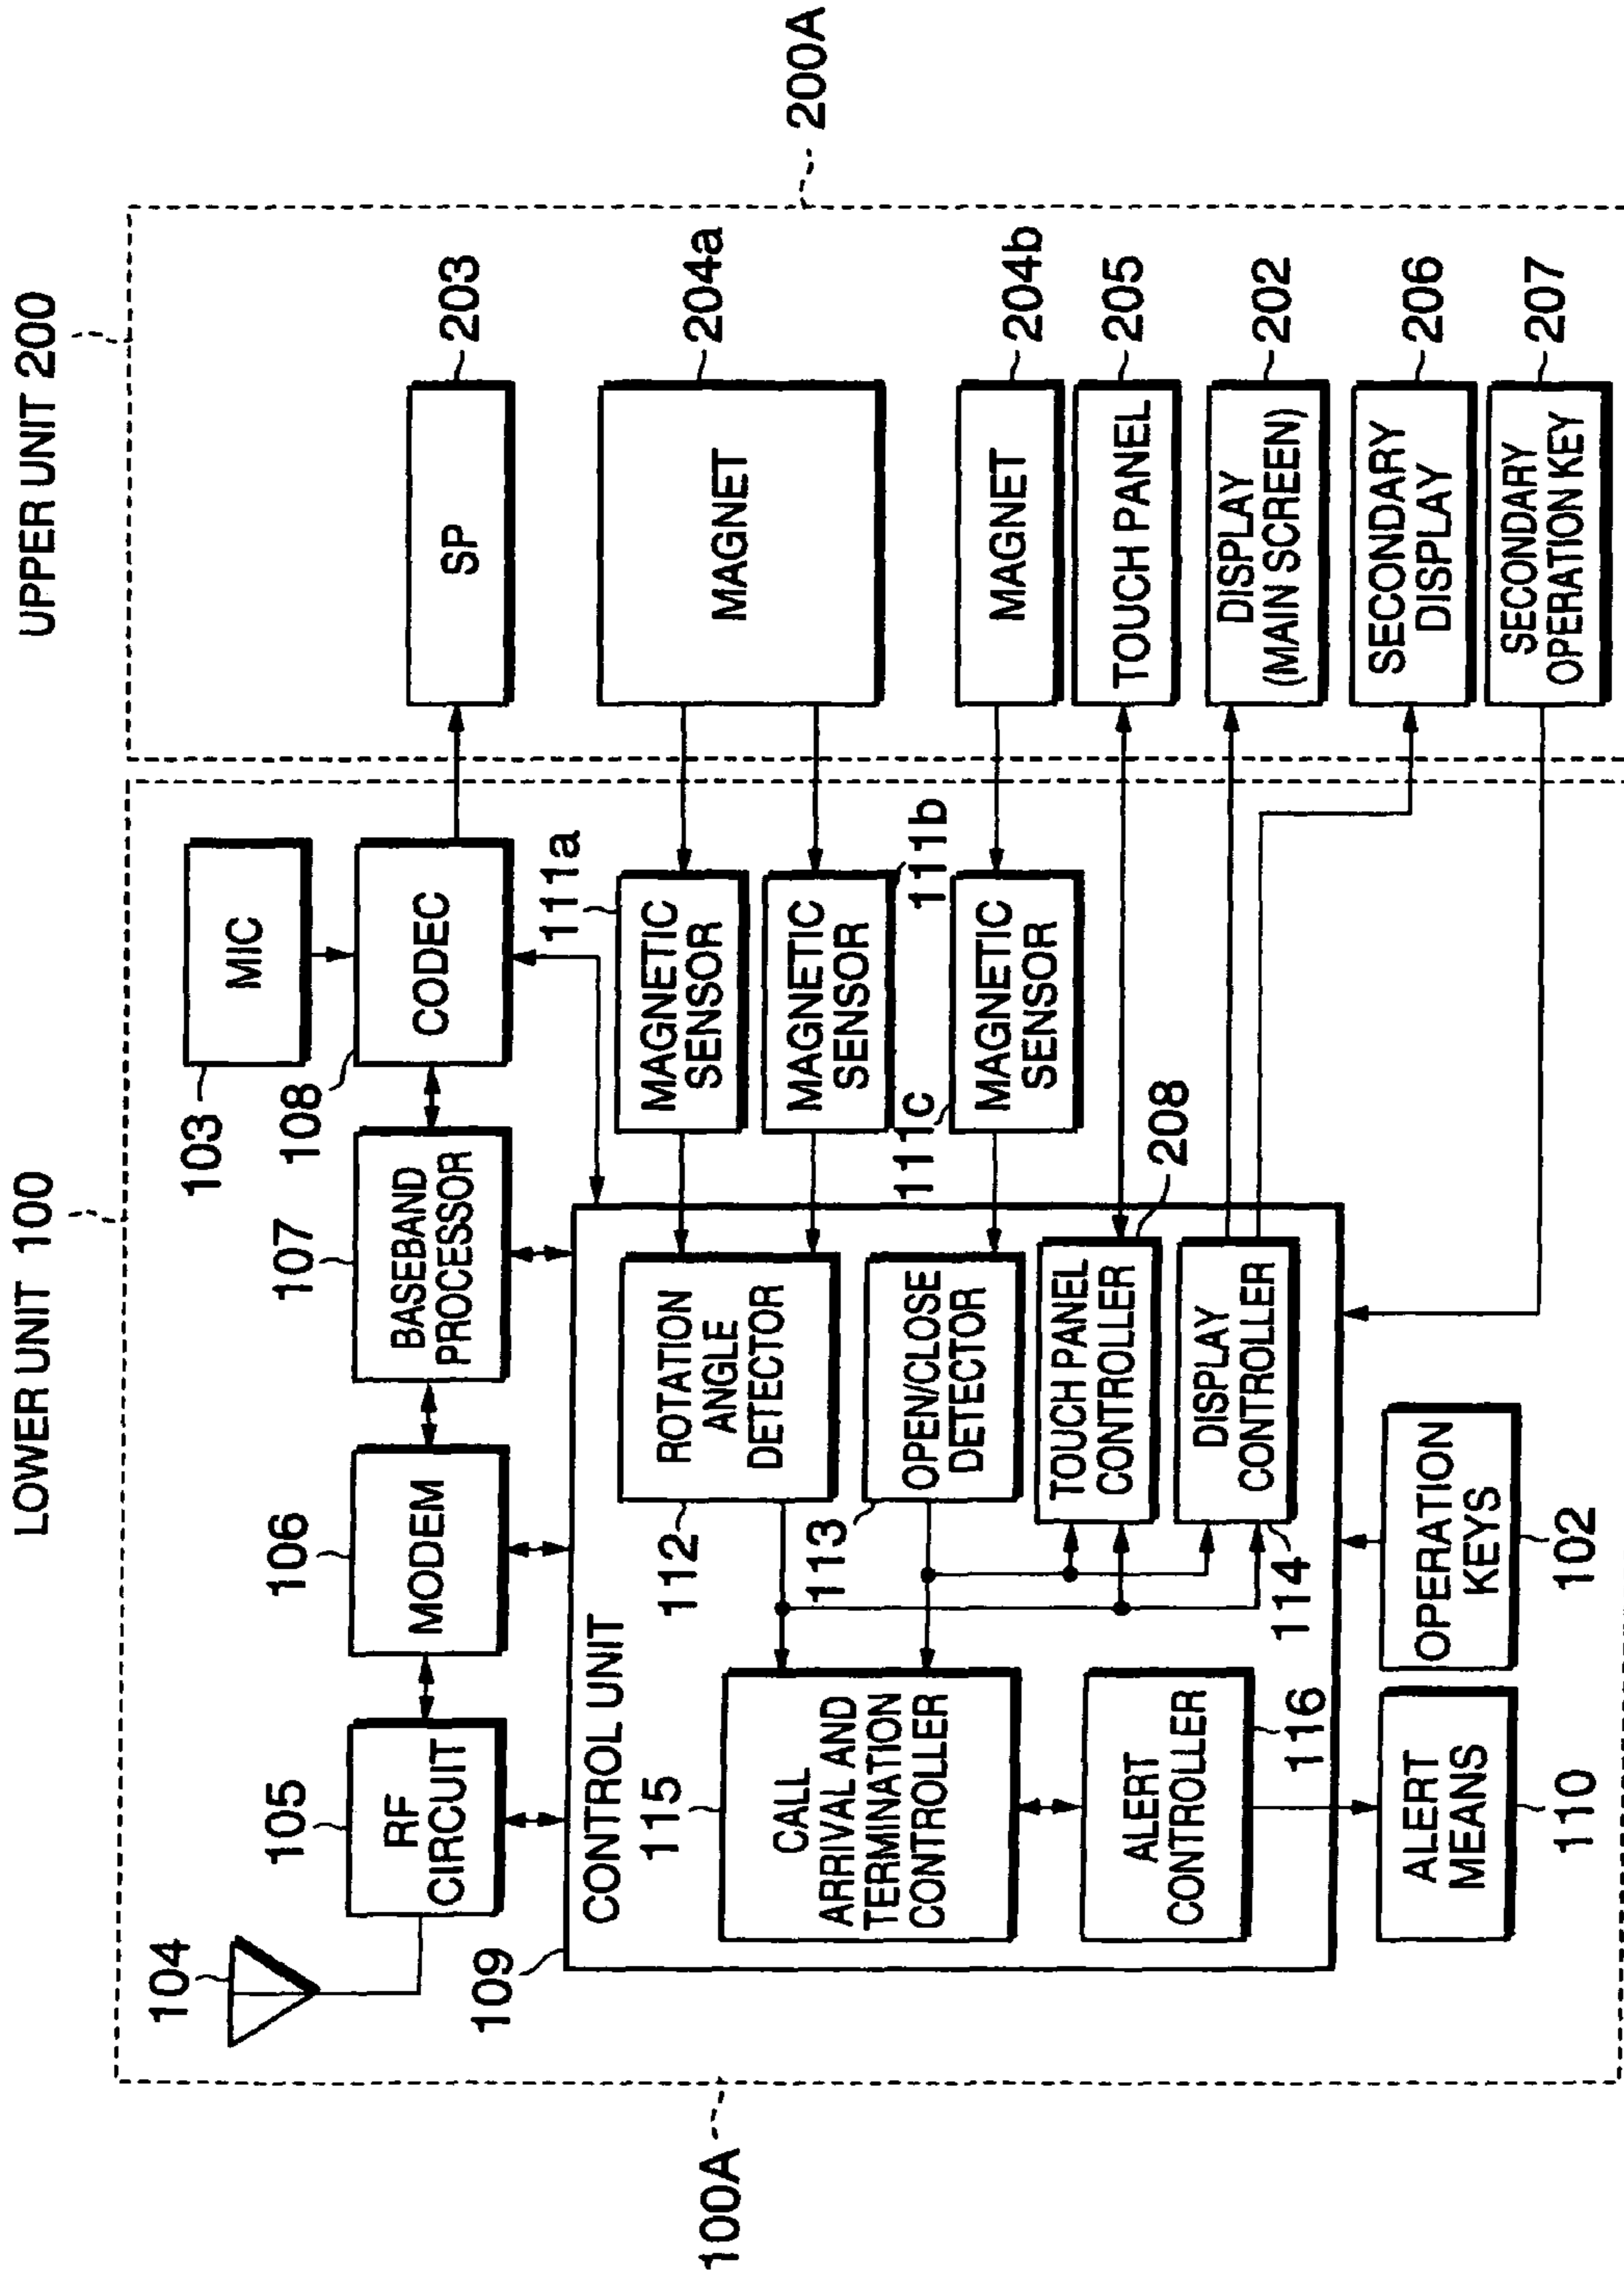 LOWER UNIT 100
UPPER UNIT 200
104
105
RF
CIRCUIT
106
MODEM
107
BASEBAND
PROCESSOR
103
MIC
108
CODEC
SP
203
109
CONTROL UNIT
115
CALL
ARRIVAL AND
TERMINATION
CONTROLLER
112
ROTATION
ANGLE
DETECTOR
111a
MAGNETIC
SENSOR
MAGNETIC
SENSOR
111b
MAGNET
204a
113
OPEN/CLOSE
DETECTOR
111c
MAGNETIC
SENSOR
MAGNET
204b
ALERT
CONTROLLER
116
TOUCH PANEL
CONTROLLER
208
TOUCH PANEL
205
114
DISPLAY
CONTROLLER
DISPLAY
(MAIN SCREEN)
202
SECONDARY
DISPLAY
206
ALERT
MEANS
110
OPERATION
KEYS
102
SECONDARY
OPERATION KEY
207
100A
200A